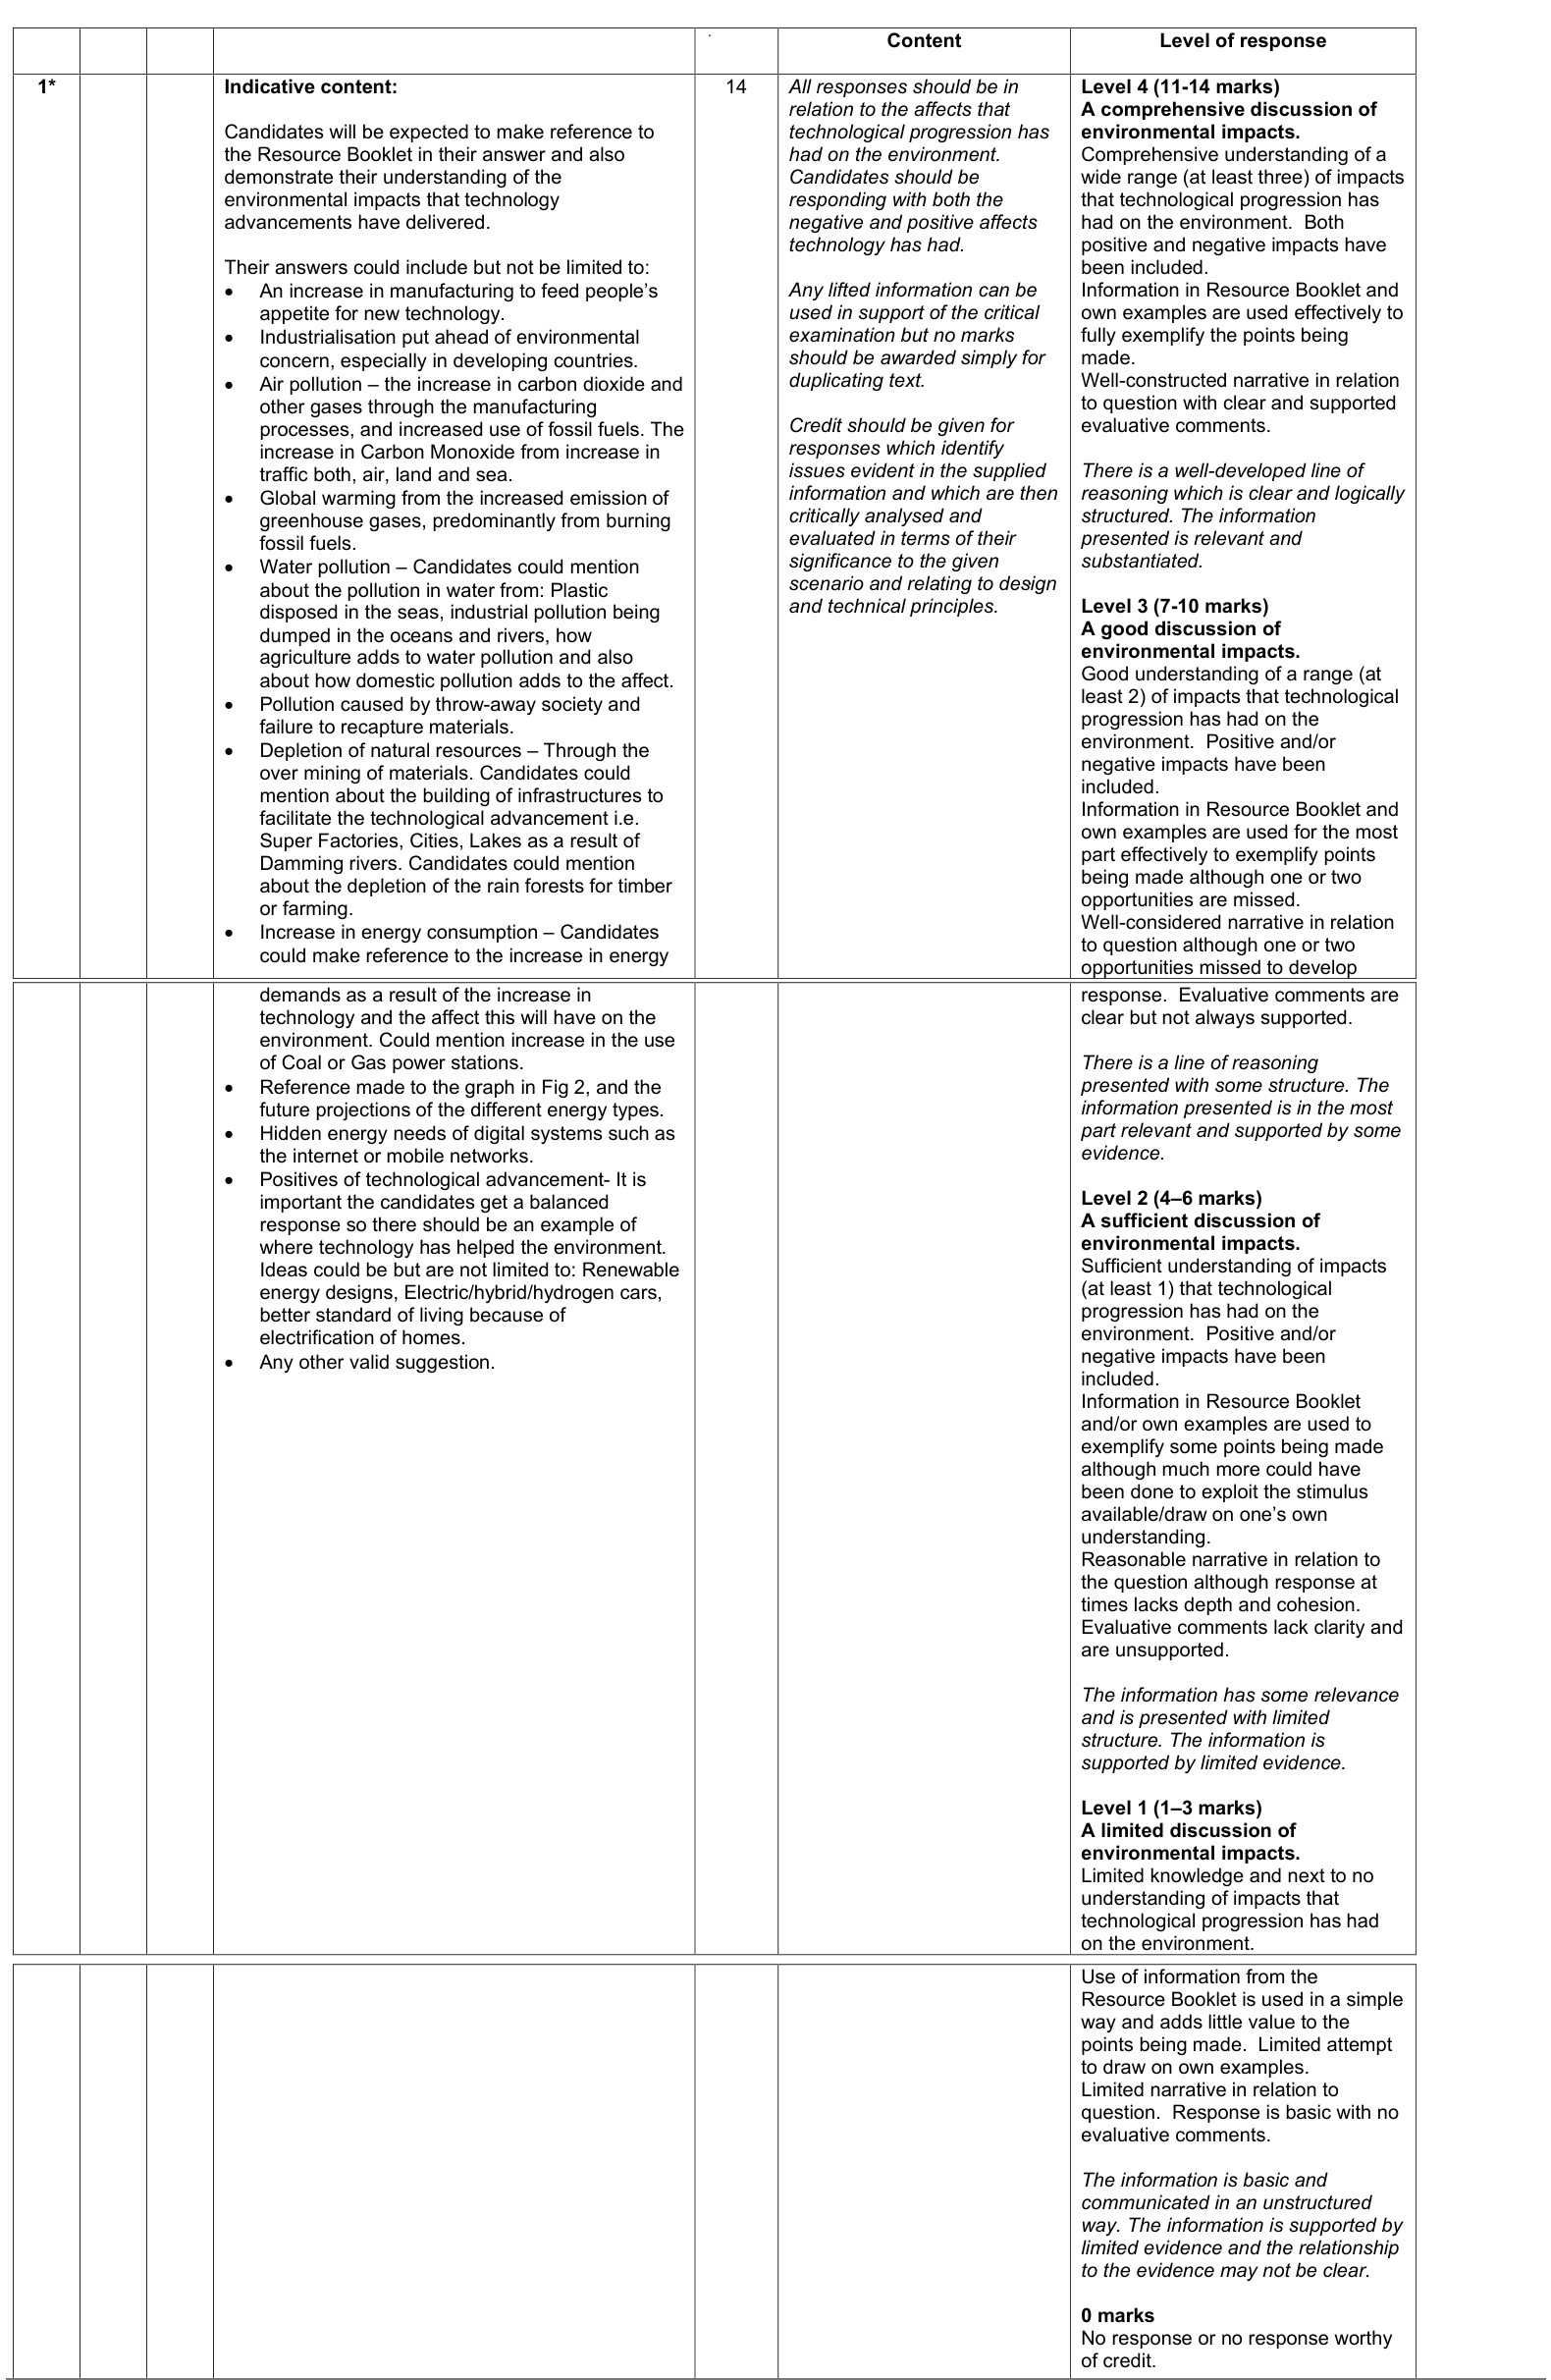 Content
Level of response
1*
Indicative content:
Candidates will be expected to make reference to
the Resource Booklet in their answer and also
demonstrate their understanding of the
environmental impacts that technology
advancements have delivered.
Their answers could include but not be limited to:
• An increase in manufacturing to feed people’s
appetite for new technology.
• Industrialisation put ahead of environmental
concern, especially in developing countries.
• Air pollution – the increase in carbon dioxide and
other gases through the manufacturing
processes, and increased use of fossil fuels. The
increase in Carbon Monoxide from increase in
traffic both, air, land and sea.
• Global warming from the increased emission of
greenhouse gases, predominantly from burning
fossil fuels.
• Water pollution – Candidates could mention
about the pollution in water from: Plastic
disposed in the seas, industrial pollution being
dumped in the oceans and rivers, how
agriculture adds to water pollution and also
about how domestic pollution adds to the affect.
• Pollution caused by throw-away society and
failure to recapture materials.
• Depletion of natural resources – Through the
over mining of materials. Candidates could
mention about the building of infrastructures to
facilitate the technological advancement i.e.
Super Factories, Cities, Lakes as a result of
Damming rivers. Candidates could mention
about the depletion of the rain forests for timber
or farming.
• Increase in energy consumption – Candidates
could make reference to the increase in energy
14
All responses should be in
relation to the affects that
technological progression has
had on the environment.
Candidates should be
responding with both the
negative and positive affects
technology has had.
Any lifted information can be
used in support of the critical
examination but no marks
should be awarded simply for
duplicating text.
Credit should be given for
responses which identify
issues evident in the supplied
information and which are then
critically analysed and
evaluated in terms of their
significance to the given
scenario and relating to design
and technical principles.
Level 4 (11-14 marks)
A comprehensive discussion of
environmental impacts.
Comprehensive understanding of a
wide range (at least three) of impacts
that technological progression has
had on the environment.  Both
positive and negative impacts have
been included.
Information in Resource Booklet and
own examples are used effectively to
fully exemplify the points being
made.
Well-constructed narrative in relation
to question with clear and supported
evaluative comments.
There is a well-developed line of
reasoning which is clear and logically
structured. The information
presented is relevant and
substantiated.
Level 3 (7-10 marks)
A good discussion of
environmental impacts.
Good understanding of a range (at
least 2) of impacts that technological
progression has had on the
environment.  Positive and/or
negative impacts have been
included.
Information in Resource Booklet and
own examples are used for the most
part effectively to exemplify points
being made although one or two
opportunities are missed.
Well-considered narrative in relation
to question although one or two
opportunities missed to develop
demands as a result of the increase in
technology and the affect this will have on the
environment. Could mention increase in the use
of Coal or Gas power stations.
• Reference made to the graph in Fig 2, and the
future projections of the different energy types.
• Hidden energy needs of digital systems such as
the internet or mobile networks.
• Positives of technological advancement- It is
important the candidates get a balanced
response so there should be an example of
where technology has helped the environment.
Ideas could be but are not limited to: Renewable
energy designs, Electric/hybrid/hydrogen cars,
better standard of living because of
electrification of homes.
• Any other valid suggestion.
response.  Evaluative comments are
clear but not always supported.
There is a line of reasoning
presented with some structure. The
information presented is in the most
part relevant and supported by some
evidence.
Level 2 (4–6 marks)
A sufficient discussion of
environmental impacts.
Sufficient understanding of impacts
(at least 1) that technological
progression has had on the
environment.  Positive and/or
negative impacts have been
included.
Information in Resource Booklet
and/or own examples are used to
exemplify some points being made
although much more could have
been done to exploit the stimulus
available/draw on one’s own
understanding.
Reasonable narrative in relation to
the question although response at
times lacks depth and cohesion.
Evaluative comments lack clarity and
are unsupported.
The information has some relevance
and is presented with limited
structure. The information is
supported by limited evidence.
Level 1 (1–3 marks)
A limited discussion of
environmental impacts.
Limited knowledge and next to no
understanding of impacts that
technological progression has had
on the environment.
Use of information from the
Resource Booklet is used in a simple
way and adds little value to the
points being made.  Limited attempt
to draw on own examples.
Limited narrative in relation to
question.  Response is basic with no
evaluative comments.
The information is basic and
communicated in an unstructured
way. The information is supported by
limited evidence and the relationship
to the evidence may not be clear.
0 marks
No response or no response worthy
of credit.